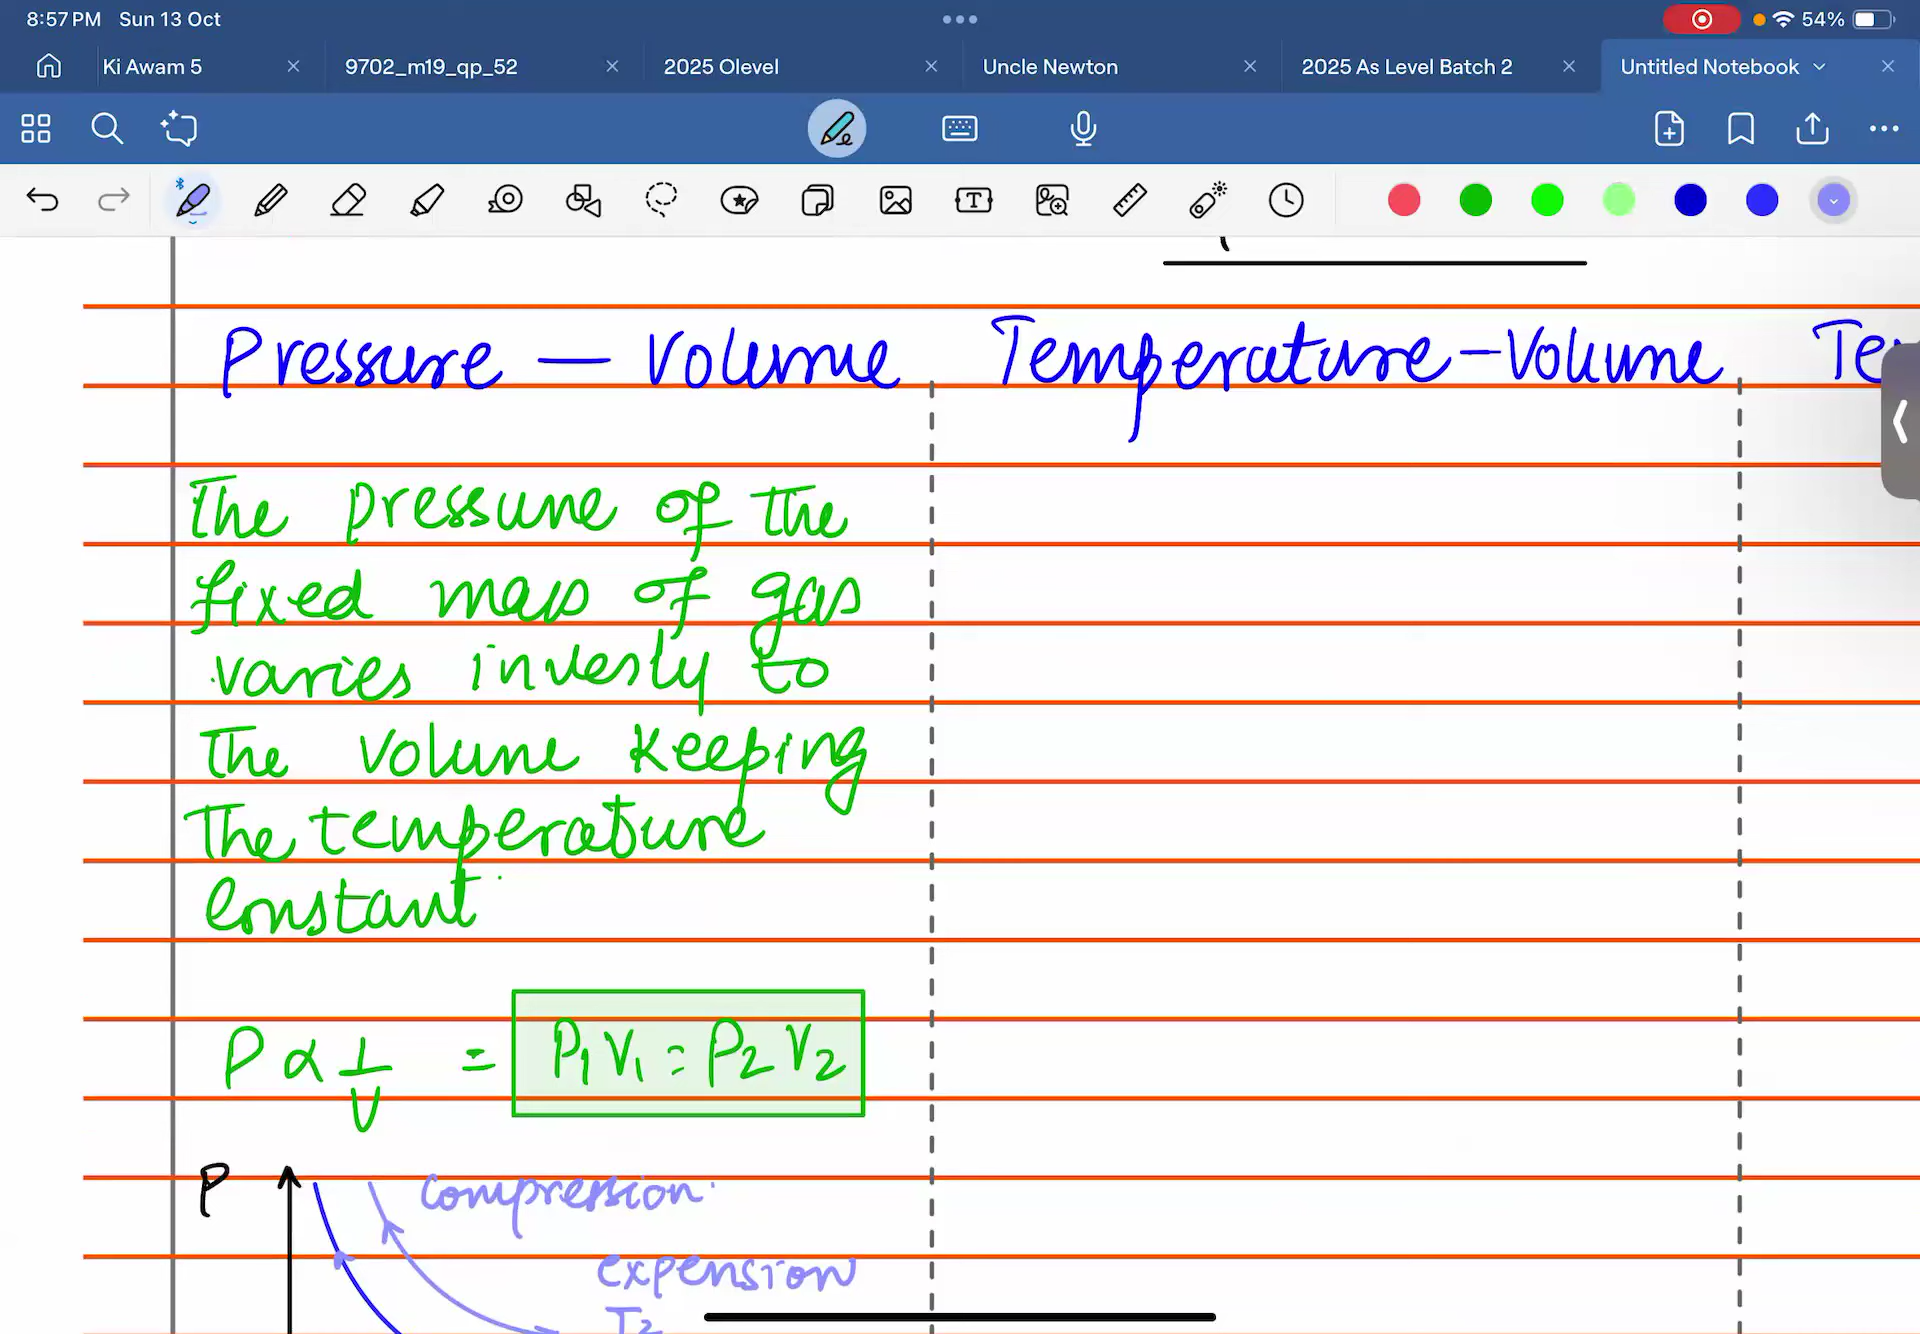 8:57 PM Sun 13 Oct
54%
Ki Awam 5
9702_m19_qp_52
2025 Olevel
Uncle Newton
2025 As Level Batch 2
Untitled Notebook
Pressure — Volume
Temperature - Volume
Te
The pressure of the
fixed mass of gas
varies inversly to
the volume keeping
the temperature
constant
P ∝ 1/V = P₁V₁ = P₂V₂
P
compression.
expension
T₂